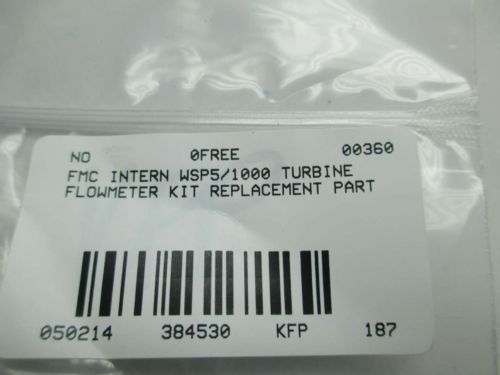 NO 0FREE 00360
FMC INTERN WSP5/1000 TURBINE
FLOWMETER KIT REPLACEMENT PART
050214 384530 KFP 187